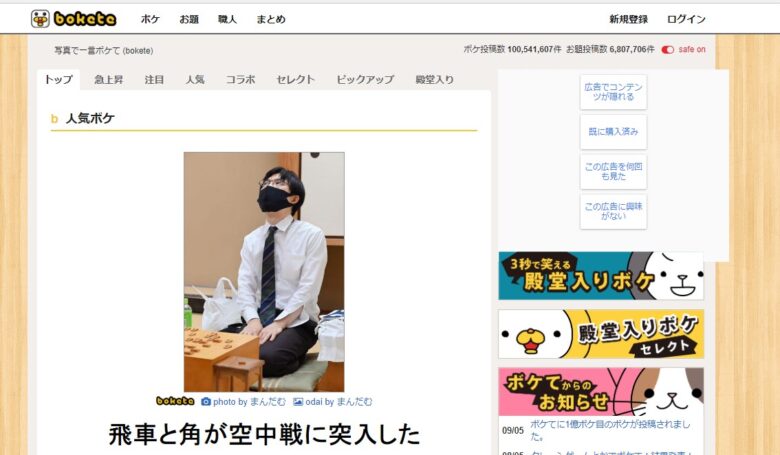 bokete
ボケ お題 職人 まとめ 新規登録 ログイン
写真で一言ボケて (bokete)
ボケ投稿数 100,541,607件 お題投稿数 6,807,706件 safe on
トップ 急上昇 注目 人気 コラボ セレクト ピックアップ 殿堂入り
b 人気ボケ
広告でコンテン
ツが隠れる
既に購入済み
この広告を何回
も見た
この広告に興味
がない
3秒で笑える
殿堂入りボケ
殿堂入りボケ
セレクト
ボケてからの
お知らせ
bokete photo by まんだむ odai by まんだむ
飛車と角が空中戦に突入した
09/05 ボケてに1億ボケ目のボケが投稿されまし
た。